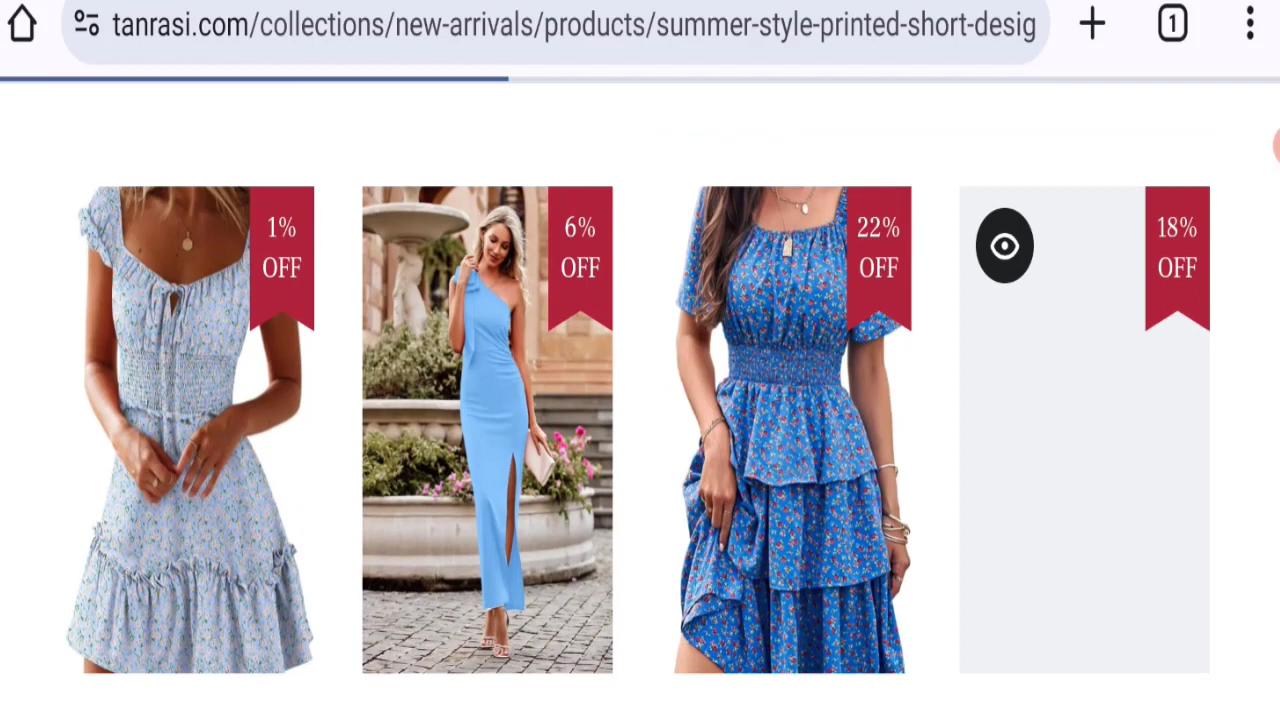 tanrasi.com/collections/new-arrivals/products/summer-style-printed-short-desig
1
1%
OFF
6%
OFF
22%
OFF
18%
OFF